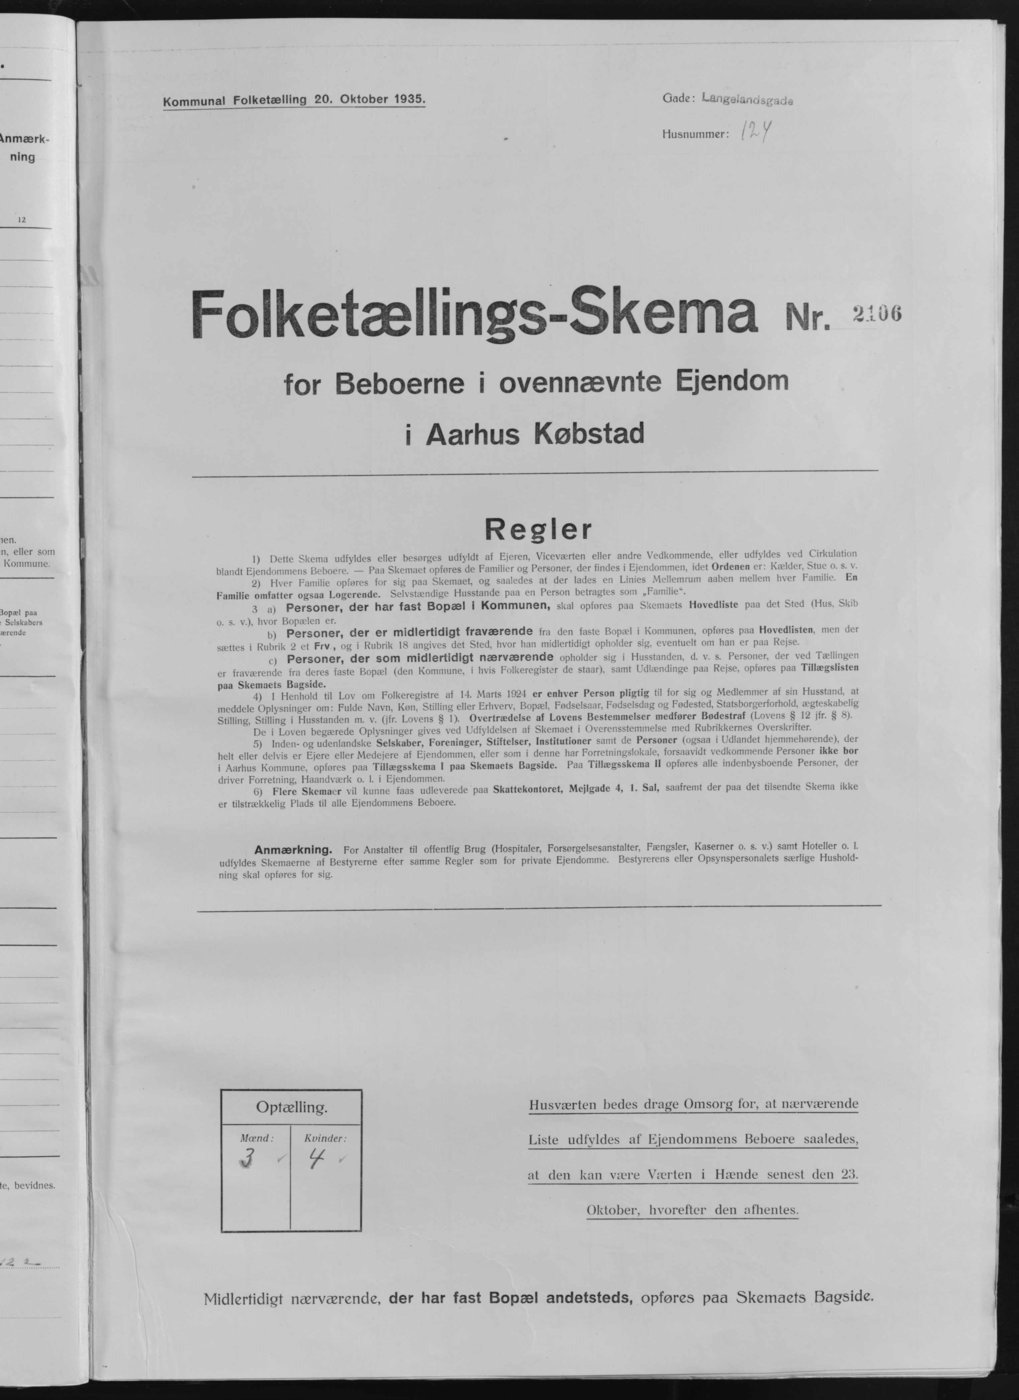 Anmærk-
ning
12
nen.
n, eller som
Kommune.
Bopæl paa
Selskabers
ærende
te, bevidnes.
Kommunal Folketælling 20. Oktober 1935.
Gade: Langelandsgade
Husnummer: 124
Folketællings-Skema Nr. 2106
for Beboerne i ovennævnte Ejendom
i Aarhus Købstad
Regler
1) Dette Skema udfyldes eller besørges udfyldt af Ejeren, Viceværten eller andre Vedkommende, eller udfyldes ved Cirkulation
blandt Ejendommens Beboere. — Paa Skemaet opføres de Familier og Personer, der findes i Ejendommen, idet Ordenen er: Kælder, Stue o. s. v.
2) Hver Familie opføres for sig paa Skemaet, og saaledes at der lades en Linies Mellemrum aaben mellem hver Familie. En
Familie omfatter ogsaa Logerende. Selvstændige Husstande paa en Person betragtes som „Familie“.
3 a) Personer, der har fast Bopæl i Kommunen, skal opføres paa Skemaets Hovedliste paa det Sted (Hus, Skib
o. s. v.), hvor Bopælen er.
b) Personer, der er midlertidigt fraværende fra den faste Bopæl i Kommunen, opføres paa Hovedlisten, men der
sættes i Rubrik 2 et Frv., og i Rubrik 18 angives det Sted, hvor han midlertidigt opholder sig, eventuelt om han er paa Rejse.
c) Personer, der som midlertidigt nærværende opholder sig i Husstanden, d. v. s. Personer, der ved Tællingen
er fraværende fra deres faste Bopæl (den Kommune, i hvis Folkeregister de staar), samt Udlændinge paa Rejse, opføres paa Tillægslisten
paa Skemaets Bagside.
4) I Henhold til Lov om Folkeregistre af 14. Marts 1924 er enhver Person pligtig til for sig og Medlemmer af sin Husstand, at
meddele Oplysninger om: Fulde Navn, Køn, Stilling eller Erhverv, Bopæl, Fødselsaar, Fødselsdag og Fødested, Statsborgerforhold, ægteskabelig
Stilling, Stilling i Husstanden m. v. (jfr. Lovens § 1). Overtrædelse af Lovens Bestemmelser medfører Bødestraf (Lovens § 12 jfr. § 8).
De i Loven begærede Oplysninger gives ved Udfyldelsen af Skemaet i Overensstemmelse med Rubrikkernes Overskrifter.
5) Inden- og udenlandske Selskaber, Foreninger, Stiftelser, Institutioner samt de Personer (ogsaa i Udlandet hjemmehørende), der
helt eller delvis er Ejere eller Medejere af Ejendommen, eller som i denne har Forretningslokale, forsaavidt vedkommende Personer ikke bor
i Aarhus Kommune, opføres paa Tillægsskema I paa Skemaets Bagside. Paa Tillægsskema II opføres alle indenbysboende Personer, der
driver Forretning, Haandværk o. l. i Ejendommen.
6) Flere Skemaer vil kunne faas udleverede paa Skattekontoret, Mejlgade 4, 1. Sal, saafremt der paa det tilsendte Skema ikke
er tilstrækkelig Plads til alle Ejendommens Beboere.
Anmærkning. For Anstalter til offentlig Brug (Hospitaler, Forsørgelsesanstalter, Fængsler, Kaserner o. s. v.) samt Hoteller o. l.
udfyldes Skemaerne af Bestyrerne efter samme Regler som for private Ejendomme. Bestyrerens eller Opsynspersonalets særlige Hushold-
ning skal opføres for sig.
Optælling.
Mænd: Kvinder:
3 4
Husværten bedes drage Omsorg for, at nærværende
Liste udfyldes af Ejendommens Beboere saaledes,
at den kan være Værten i Hænde senest den 23.
Oktober, hvorefter den afhentes.
Midlertidigt nærværende, der har fast Bopæl andetsteds, opføres paa Skemaets Bagside.